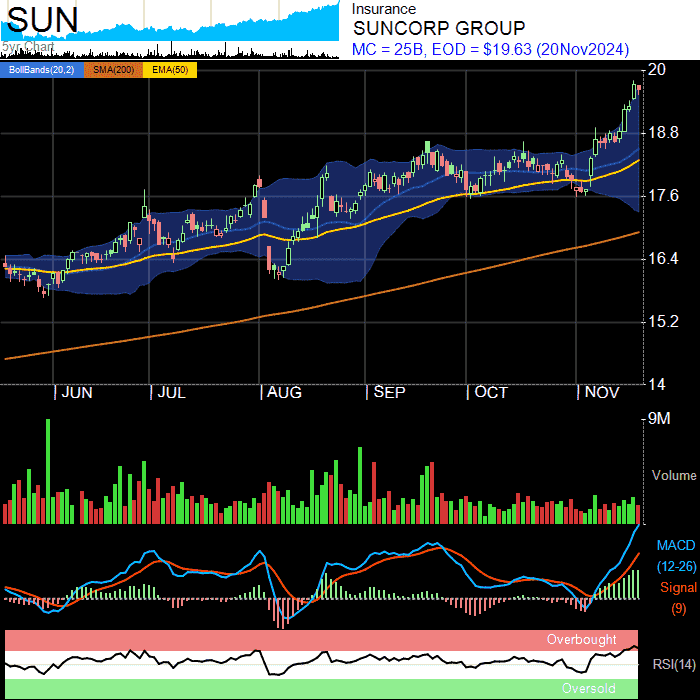 SUN
Insurance
SUNCORP GROUP
5yr Chart
MC = 25B, EOD = $19.63 (20Nov2024)
BollBands(20,2) SMA(200) EMA(50)
20
18.8
17.6
16.4
15.2
14
JUN JUL AUG SEP OCT NOV
9M
Volume
MACD
(12-26)
Signal
(9)
Overbought
RSI(14)
Oversold